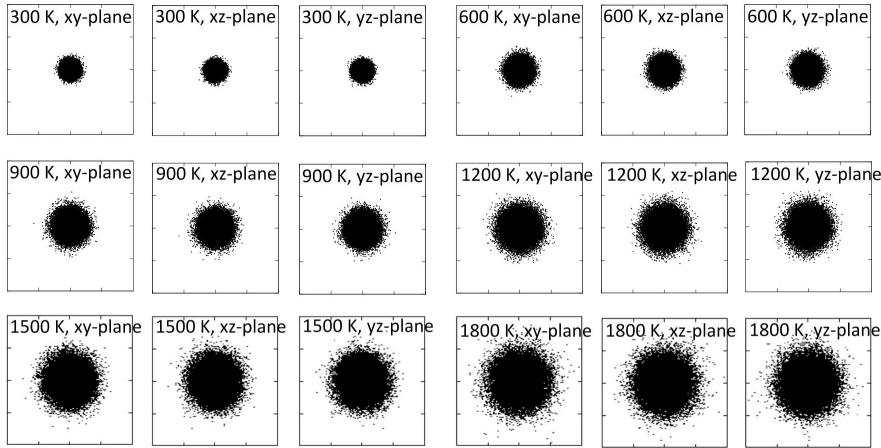 300 K, xy-plane
300 K, xz-plane
300 K, yz-plane
600 K, xy-plane
600 K, xz-plane
600 K, yz-plane
900 K, xy-plane
900 K, xz-plane
900 K, yz-plane
1200 K, xy-plane
1200 K, xz-plane
1200 K, yz-plane
1500 K, xy-plane
1500 K, xz-plane
1500 K, yz-plane
1800 K, xy-plane
1800 K, xz-plane
1800 K, yz-plane